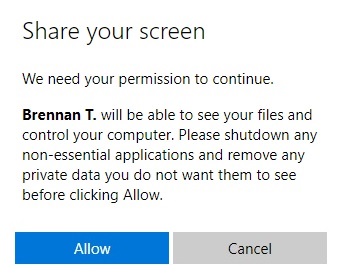 Share your screen
We need your permission to continue.
Brennan T. will be able to see your files and
control your computer. Please shutdown any
non-essential applications and remove any
private data you do not want them to see
before clicking Allow.
Allow
Cancel